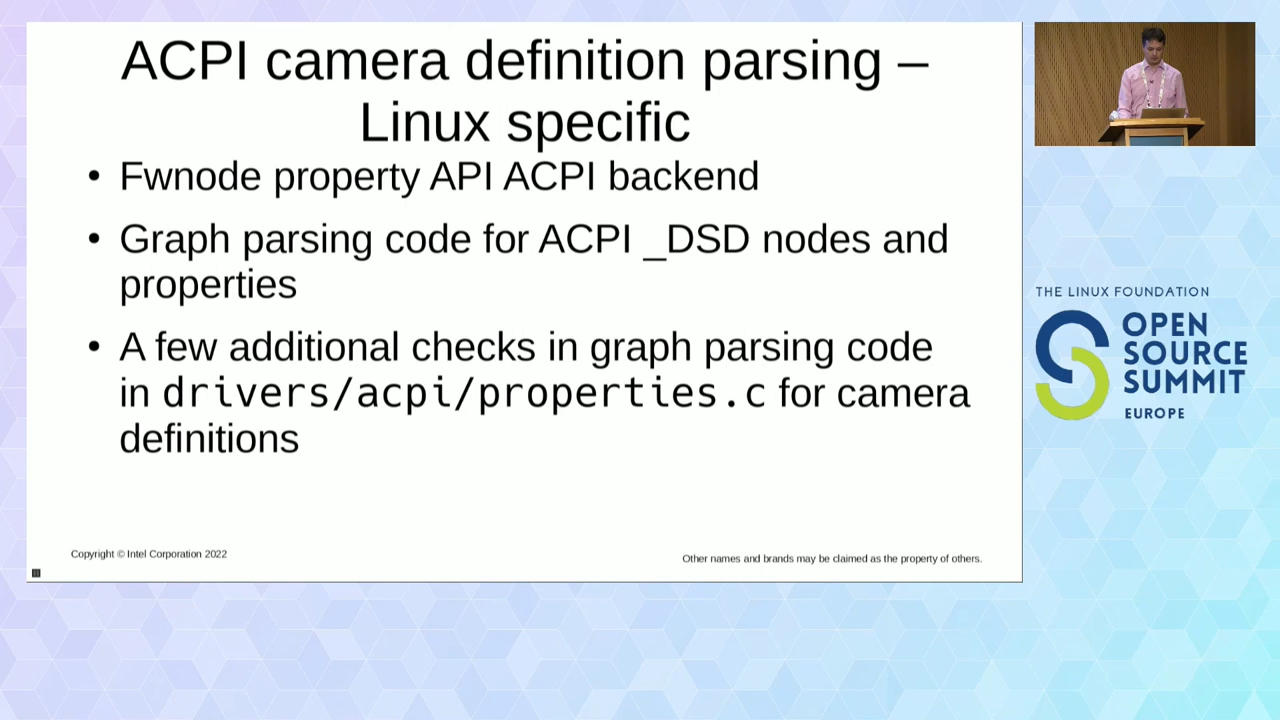 ACPI camera definition parsing –
Linux specific
• Fwnode property API ACPI backend
• Graph parsing code for ACPI _DSD nodes and
properties
• A few additional checks in graph parsing code
in drivers/acpi/properties.c for camera
definitions
Copyright © Intel Corporation 2022
Other names and brands may be claimed as the property of others.
THE LINUX FOUNDATION
OPEN
SOURCE
SUMMIT
EUROPE